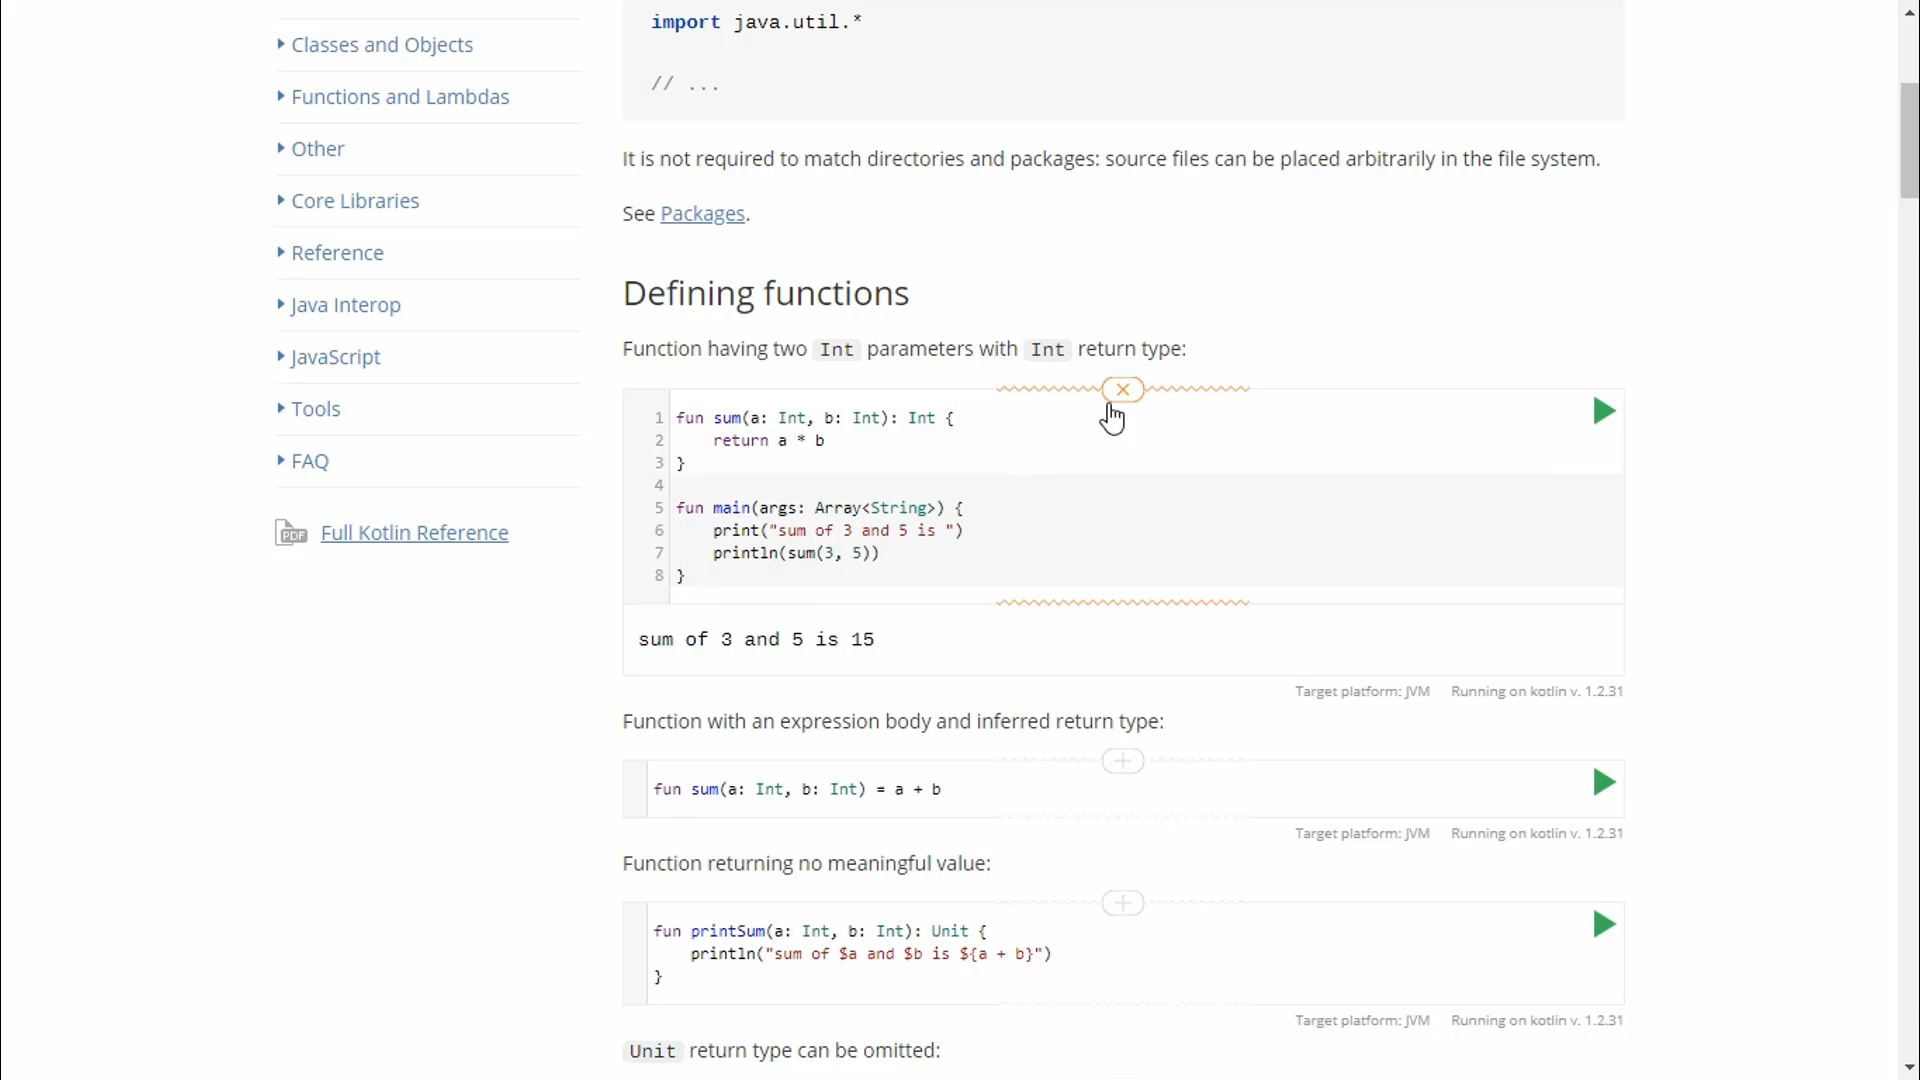 Classes and Objects
Functions and Lambdas
Other
Core Libraries
Reference
Java Interop
JavaScript
Tools
FAQ
PDF Full Kotlin Reference
import java.util.*
// ...
It is not required to match directories and packages: source files can be placed arbitrarily in the file system.
See Packages.
Defining functions
Function having two Int parameters with Int return type:
1 fun sum(a: Int, b: Int): Int {
2     return a * b
3 }
4
5 fun main(args: Array<String>) {
6     print("sum of 3 and 5 is ")
7     println(sum(3, 5))
8 }
sum of 3 and 5 is 15
Target platform: JVM Running on kotlin v. 1.2.31
Function with an expression body and inferred return type:
fun sum(a: Int, b: Int) = a + b
Target platform: JVM Running on kotlin v. 1.2.31
Function returning no meaningful value:
fun printSum(a: Int, b: Int): Unit {
    println("sum of $a and $b is ${a + b}")
}
Target platform: JVM Running on kotlin v. 1.2.31
Unit return type can be omitted: